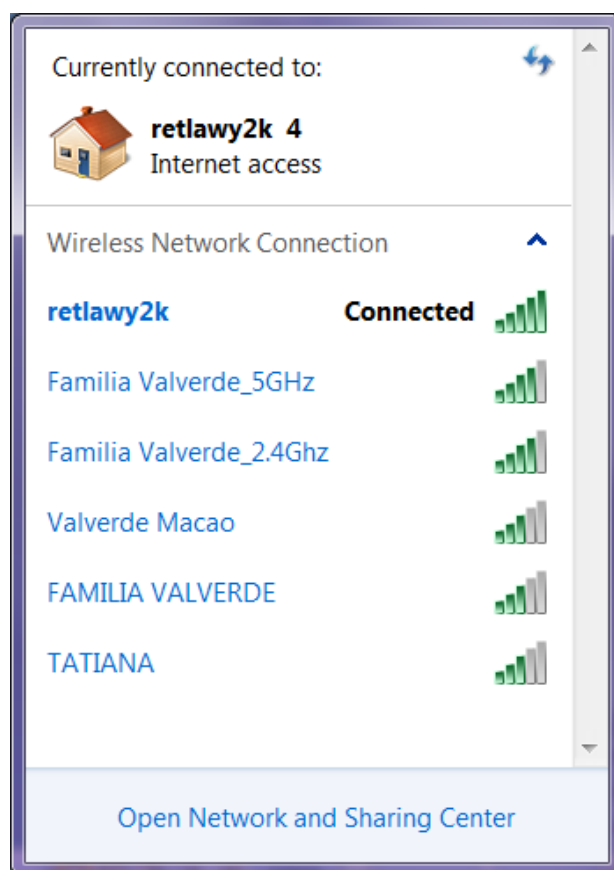 Currently connected to:
retlawy2k 4
Internet access
Wireless Network Connection
retlawy2k Connected
Familia Valverde_5GHz
Familia Valverde_2.4Ghz
Valverde Macao
FAMILIA VALVERDE
TATIANA
Open Network and Sharing Center